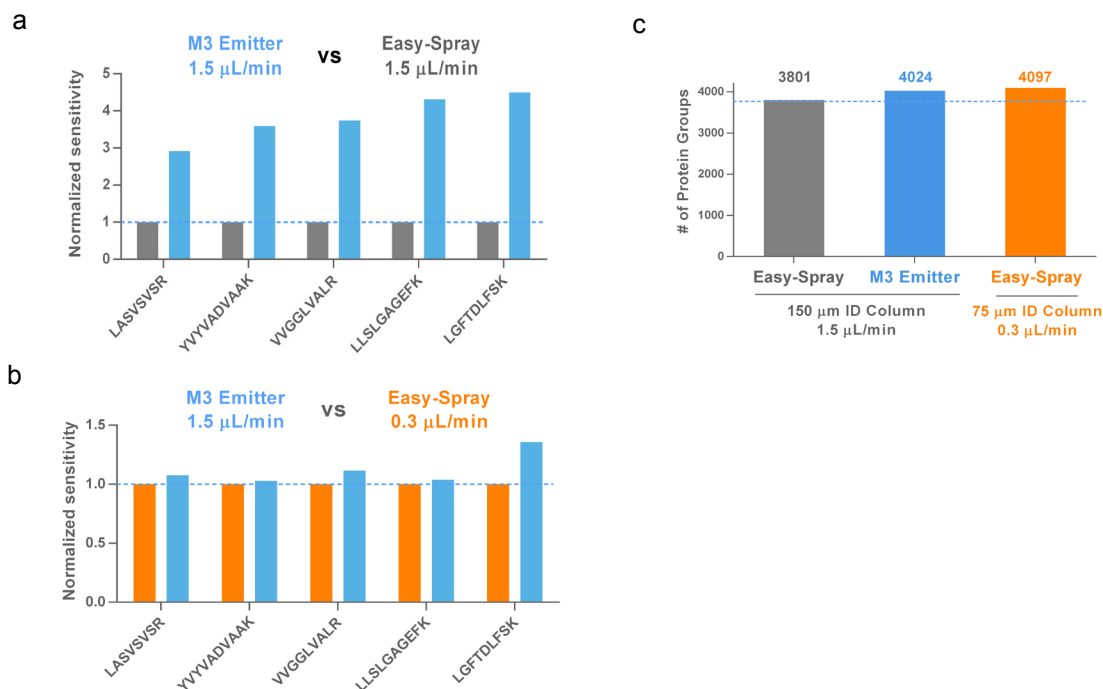 a
M3 Emitter vs Easy-Spray
1.5 μL/min 1.5 μL/min
Normalized sensitivity
5
4
3
2
1
0
LASVSVSR
YVYVADVAAK
VVGGLVALR
LLSLGAGEFK
LGFTDLFSK
b
M3 Emitter vs Easy-Spray
1.5 μL/min 0.3 μL/min
Normalized sensitivity
1.5
1.0
0.5
0.0
LASVSVSR
YVYVADVAAK
VVGGLVALR
LLSLGAGEFK
LGFTDLFSK
c
3801 4024 4097
# of Protein Groups
4000
3000
2000
1000
0
Easy-Spray M3 Emitter Easy-Spray
150 μm ID Column 75 μm ID Column
1.5 μL/min 0.3 μL/min